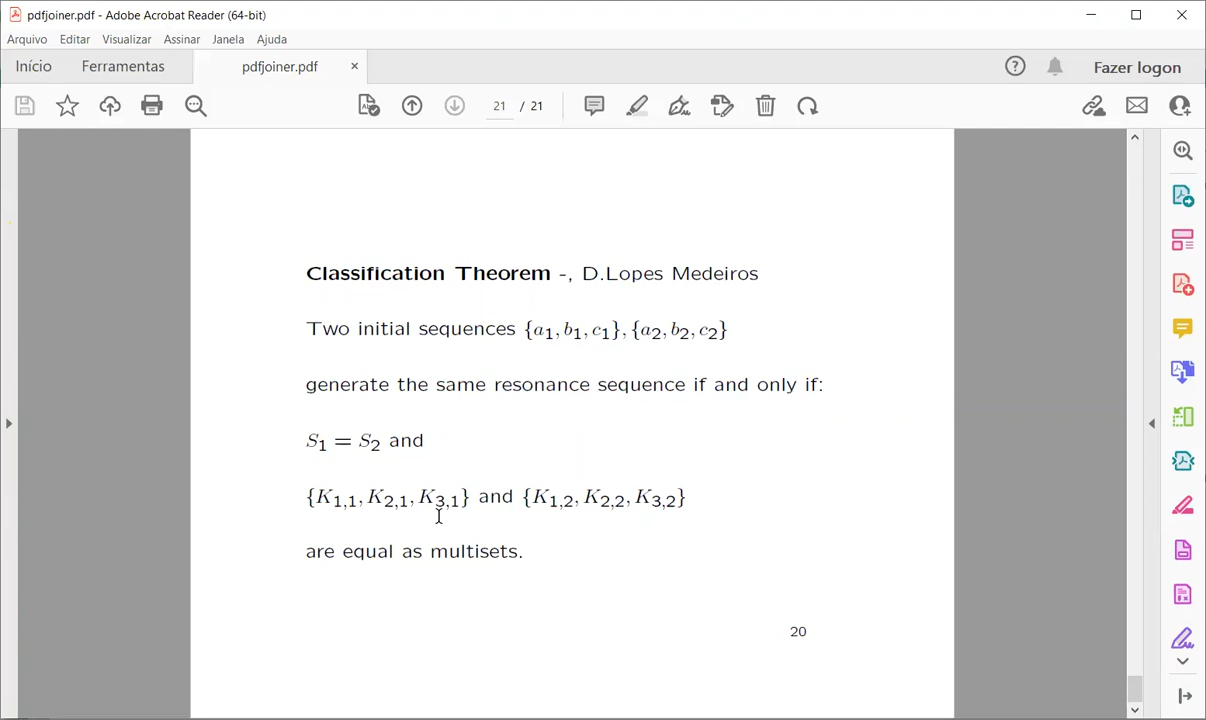 pdfjoiner.pdf - Adobe Acrobat Reader (64-bit)
Arquivo Editar Visualizar Assinar Janela Ajuda
Início Ferramentas pdfjoiner.pdf × Fazer logon
21 / 21
Classification Theorem -, D.Lopes Medeiros
Two initial sequences {a₁, b₁, c₁}, {a₂, b₂, c₂}
generate the same resonance sequence if and only if:
S₁ = S₂ and
{K₁,₁, K₂,₁, K₃,₁} and {K₁,₂, K₂,₂, K₃,₂}
are equal as multisets.
20